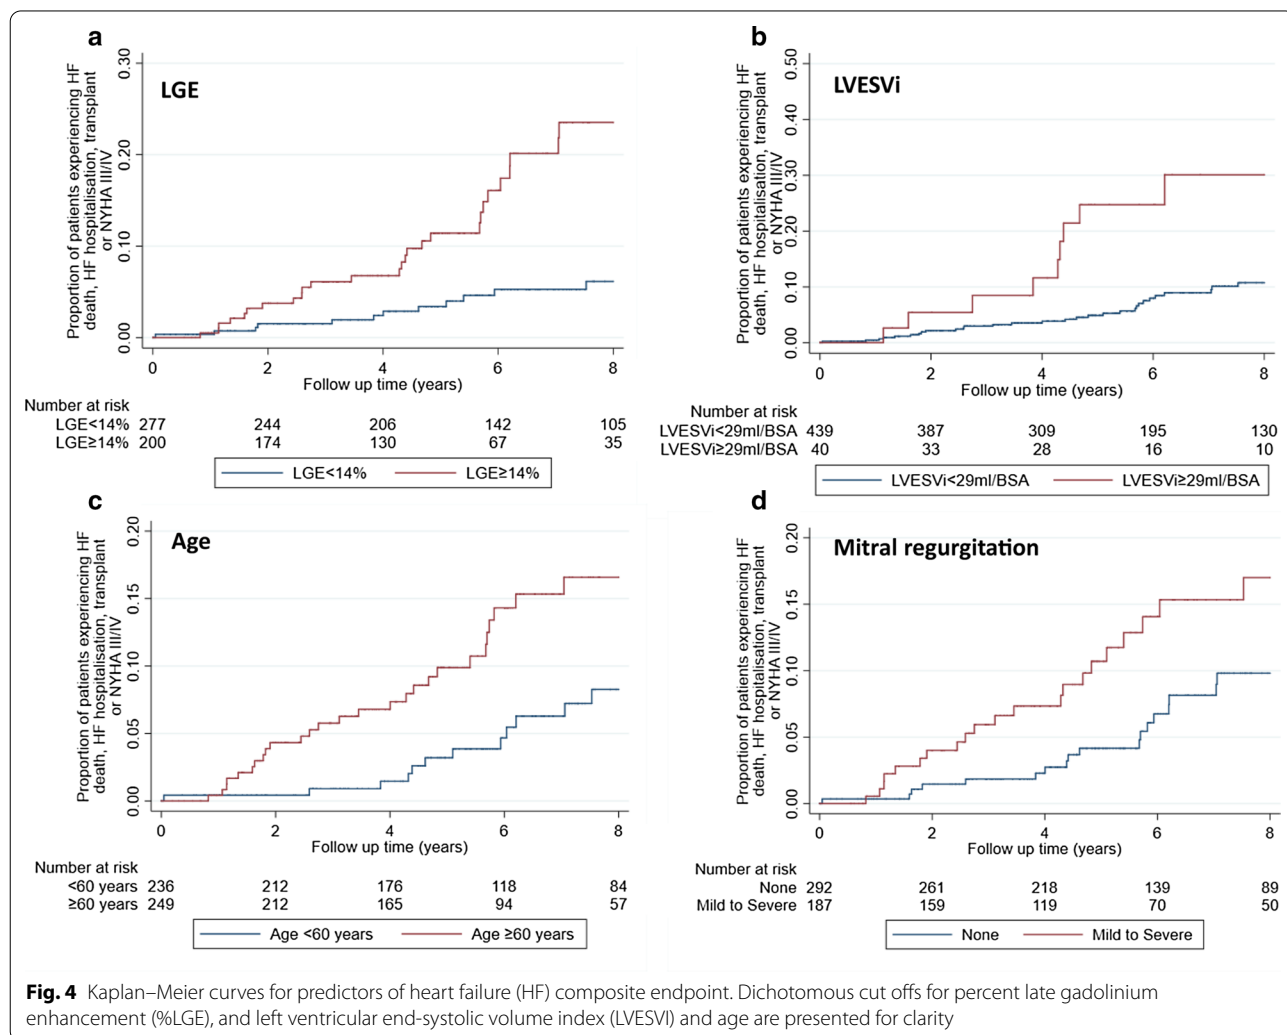 a
LGE
Proportion of patients experiencing HF
death, HF hospitalisation, transplant
or NYHA III/IV
0.30
0.20
0.10
0.00
0 2 4 6 8
Follow up time (years)
Number at risk
LGE<14% 277 244 206 142 105
LGE≥14% 200 174 130 67 35
LGE<14% LGE≥14%
b
LVESVi
Proportion of patients experiencing HF
death, HF hospitalisation, transplant
or NYHA III/IV
0.50
0.40
0.30
0.20
0.10
0.00
0 2 4 6 8
Follow up time (years)
Number at risk
LVESVi<29ml/BSA 439 387 309 195 130
LVESVi≥29ml/BSA 40 33 28 16 10
LVESVi<29ml/BSA LVESVi≥29ml/BSA
c
Age
Proportion of patients experiencing HF
death, HF hospitalisation, transplant
or NYHA III/IV
0.20
0.15
0.10
0.05
0.00
0 2 4 6 8
Follow up time (years)
Number at risk
<60 years 236 212 176 118 84
≥60 years 249 212 165 94 57
Age <60 years Age ≥60 years
d
Mitral regurgitation
Proportion of patients experiencing HF
death, HF hospitalisation, transplant
or NYHA III/IV
0.20
0.15
0.10
0.05
0.00
0 2 4 6 8
Follow up time (years)
Number at risk
None 292 261 218 139 89
Mild to Severe 187 159 119 70 50
None Mild to Severe
Fig. 4 Kaplan–Meier curves for predictors of heart failure (HF) composite endpoint. Dichotomous cut offs for percent late gadolinium
enhancement (%LGE), and left ventricular end-systolic volume index (LVESVI) and age are presented for clarity